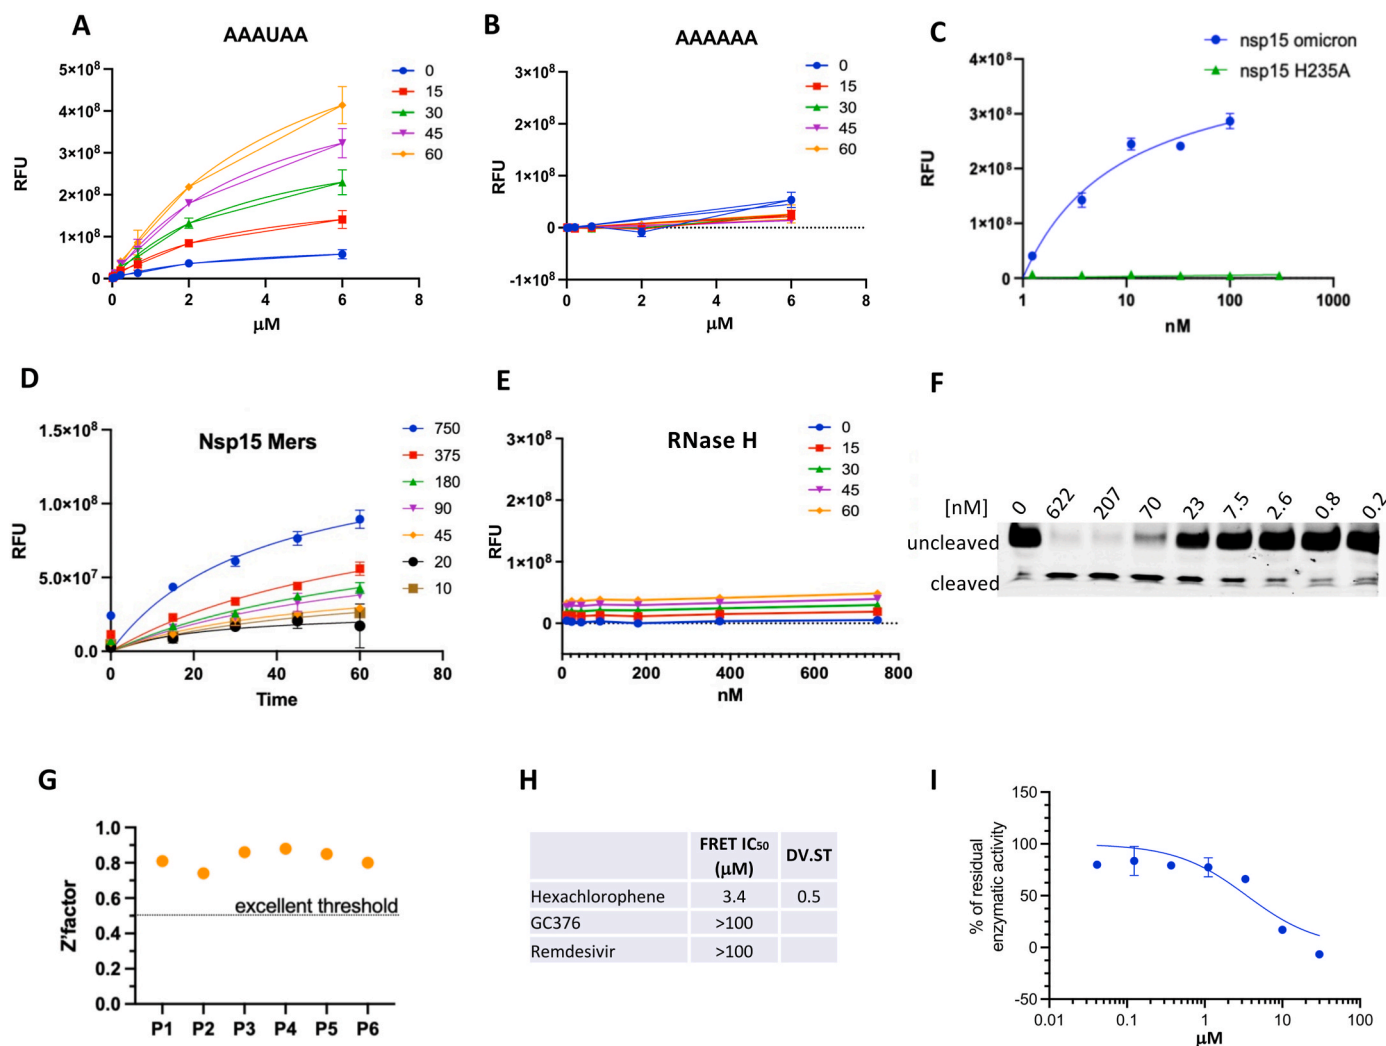 A
AAAUAA
RFU
5×10⁸
4×10⁸
3×10⁸
2×10⁸
1×10⁸
0
0 2 4 6 8
µM
0
15
30
45
60
B
AAAAAA
RFU
3×10⁸
2×10⁸
1×10⁸
0
-1×10⁸
0 2 4 6 8
µM
0
15
30
45
60
C
nsp15 omicron
nsp15 H235A
RFU
4×10⁸
3×10⁸
2×10⁸
1×10⁸
0
1 10 100 1000
nM
D
Nsp15 Mers
RFU
1.5×10⁸
1.0×10⁸
5.0×10⁷
0.0
0 20 40 60 80
Time
750
375
180
90
45
20
10
E
RNase H
RFU
3×10⁸
2×10⁸
1×10⁸
0
0 200 400 600 800
nM
0
15
30
45
60
F
[nM] 0 622 207 70 23 7.5 2.6 0.8 0.2
uncleaved
cleaved
G
Z'factor
1.0
0.8
0.6
0.4
0.2
0.0
excellent threshold
P1 P2 P3 P4 P5 P6
H
FRET IC₅₀
(µM)
DV.ST
Hexachlorophene 3.4 0.5
GC376 >100
Remdesivir >100
I
% of residual
enzymatic activity
150
100
50
0
-50
0.01 0.1 1 10 100
µM